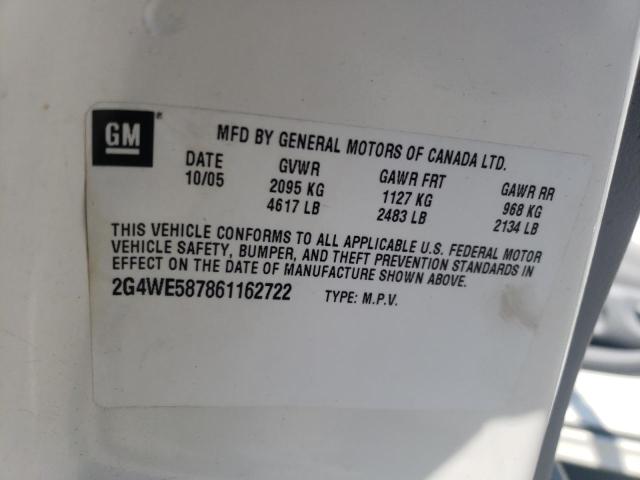 GM
MFD BY GENERAL MOTORS OF CANADA LTD.
DATE GVWR GAWR FRT GAWR RR
10/05 2095 KG 1127 KG 968 KG
4617 LB 2483 LB 2134 LB
THIS VEHICLE CONFORMS TO ALL APPLICABLE U.S. FEDERAL MOTOR
VEHICLE SAFETY, BUMPER, AND THEFT PREVENTION STANDARDS IN
EFFECT ON THE DATE OF MANUFACTURE SHOWN ABOVE.
2G4WE587861162722 TYPE: M.P.V.